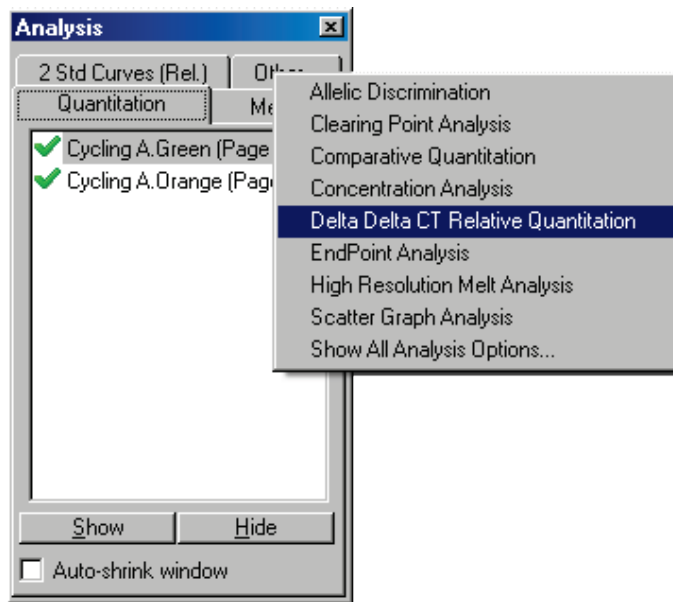 Analysis
2 Std Curves (Rel.)
Quantitation
Cycling A.Green (Page
Cycling A.Orange
Allelic Discrimination
Clearing Point Analysis
Comparative Quantitation
Concentration Analysis
Delta Delta CT Relative Quantitation
EndPoint Analysis
High Resolution Melt Analysis
Scatter Graph Analysis
Show All Analysis Options...
Show
Hide
Auto-shrink window